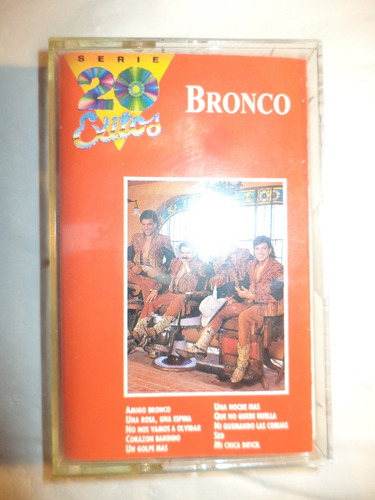 SERIE
20
Exitos
BRONCO
AMIGO BRONCO
UNA ROSA, UNA ESPINA
NO NOS VAMOS A OLVIDAR
CORAZON BANDIDO
UN GOLPE MAS
UNA NOCHE MAS
QUE NO QUEDE HUELLA
NI QUEMANDO LAS COBIJAS
SED
MI CHICA DIFICIL